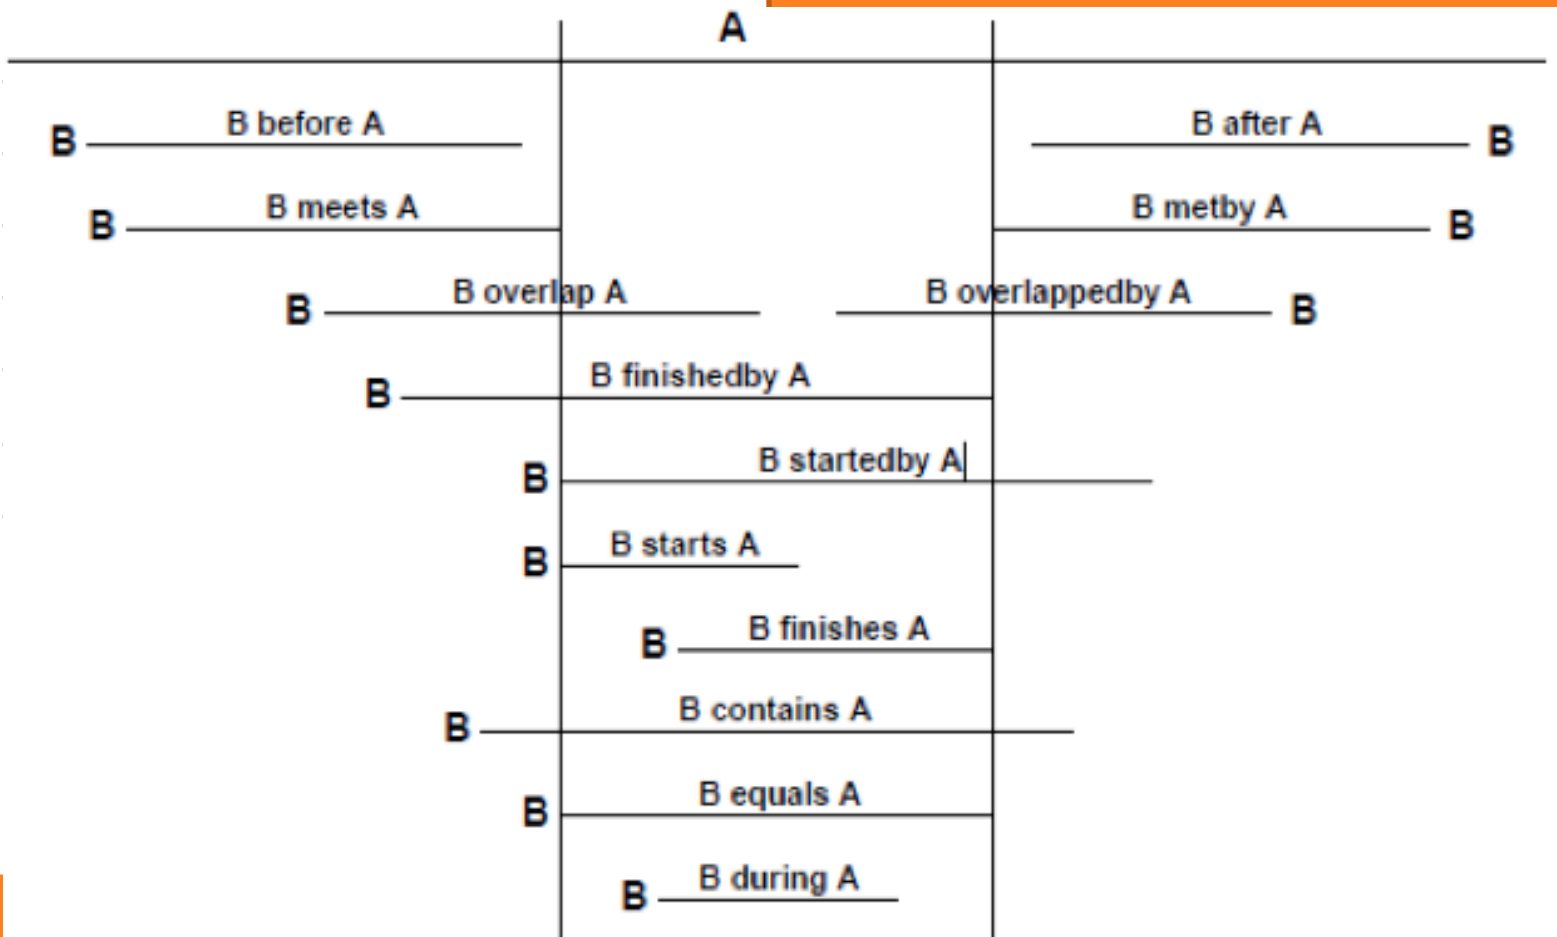 A
B B before A B after A B
B B meets A B metby A B
B B overlap A B overlappedby A B
B B finishedby A
B B startedby A
B B starts A
B B finishes A
B B contains A
B B equals A
B B during A